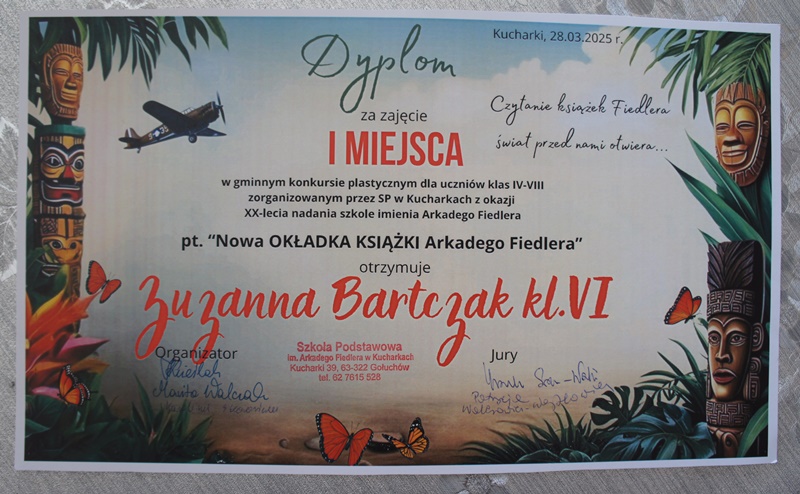 Kucharki, 28.03.2025 r.
Dyplom
Czytanie książek Fiedlera
świat przed nami otwiera...
za zajęcie
I MIEJSCA
w gminnym konkursie plastycznym dla uczniów klas IV-VIII
zorganizowanym przez SP w Kucharkach z okazji
XX-lecia nadania szkole imienia Arkadego Fiedlera
pt. “Nowa OKŁADKA KSIĄŻKI Arkadego Fiedlera”
otrzymuje
Zuzanna Bartczak kl.VI
Organizator
Szkoła Podstawowa
im. Arkadego Fiedlera w Kucharkach
Kucharki 39, 63-322 Gołuchów
tel. 62 7615 528
Jury